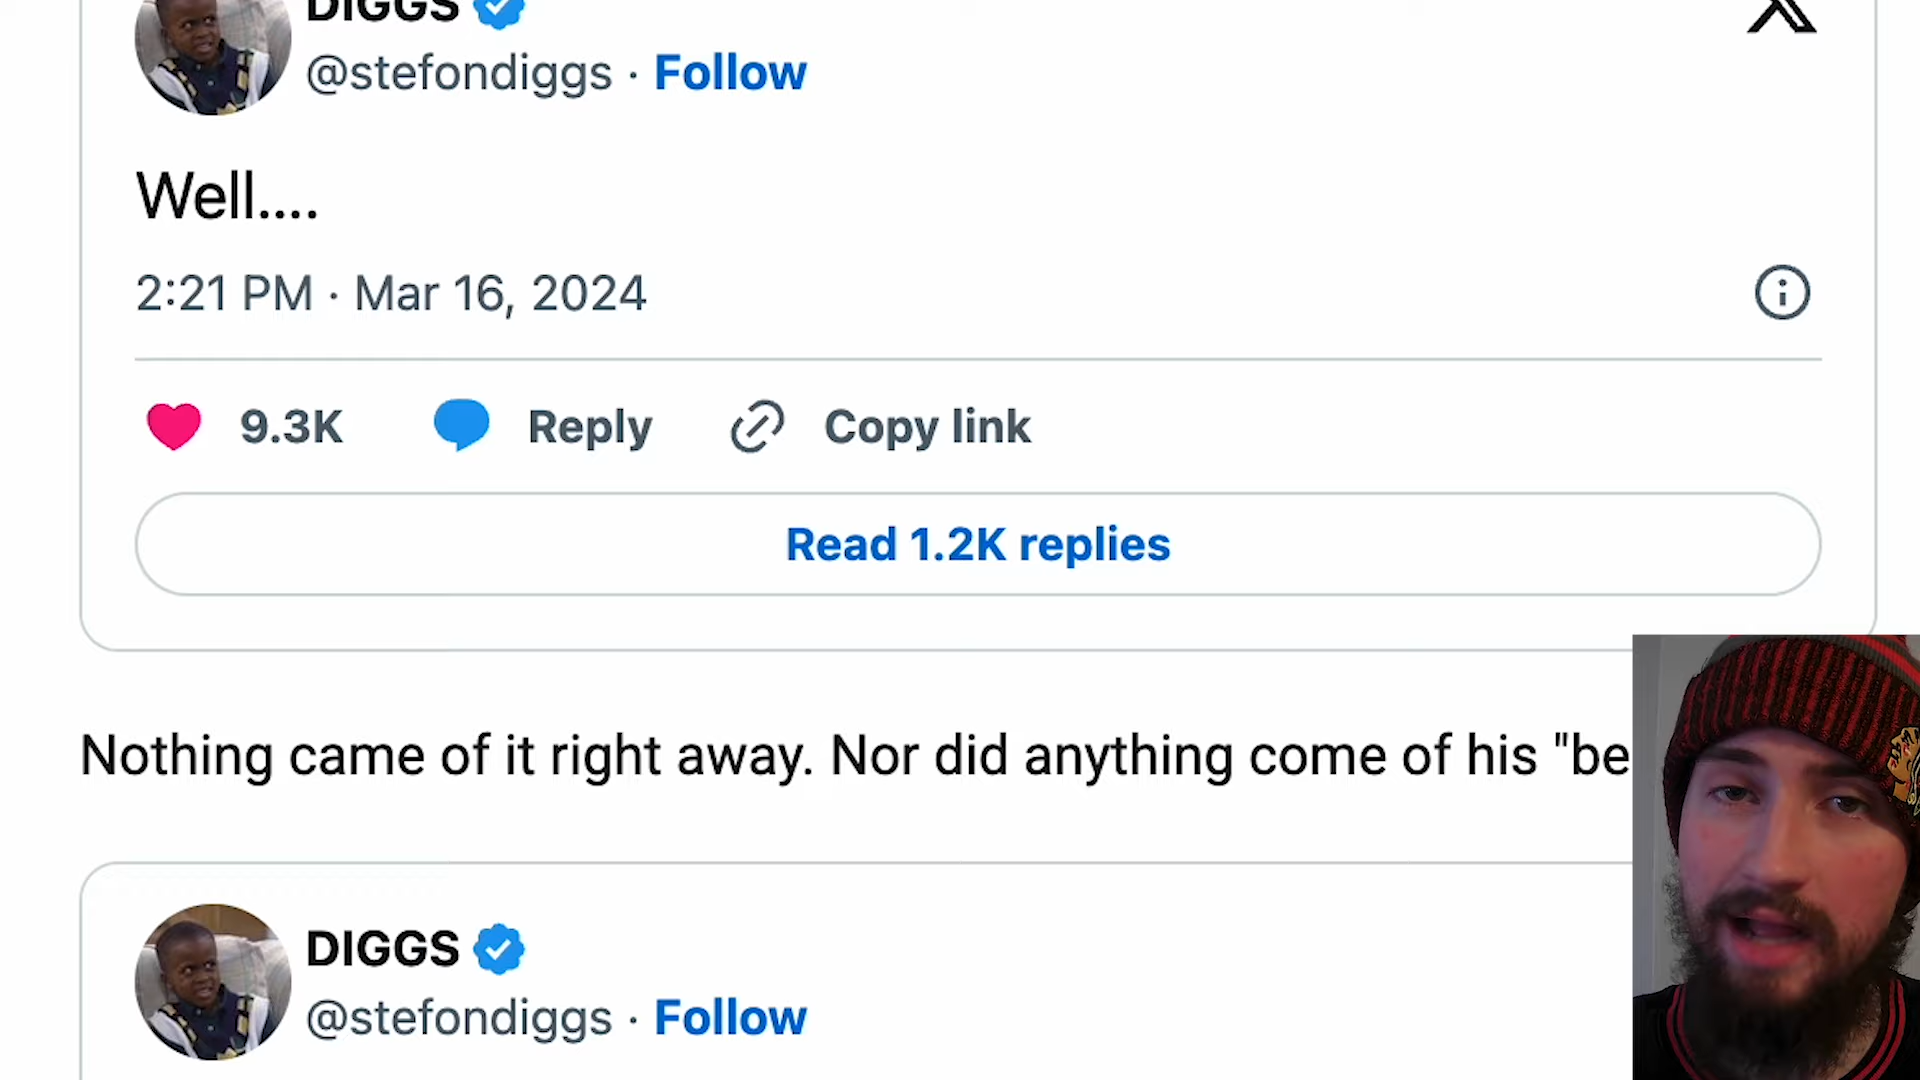 DIGGS
@stefondiggs · Follow
Well....
2:21 PM · Mar 16, 2024
9.3K Reply Copy link
Read 1.2K replies
Nothing came of it right away. Nor did anything come of his "be
DIGGS
@stefondiggs · Follow